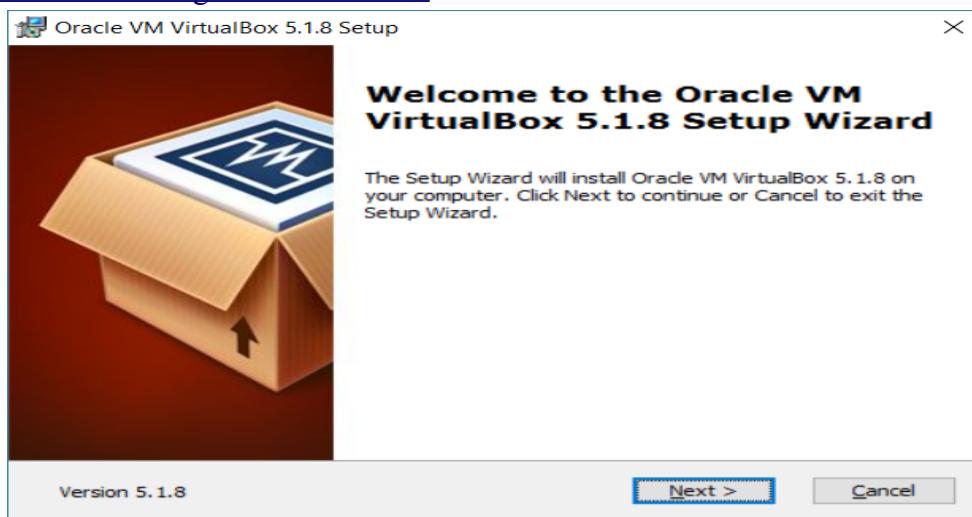 Oracle VM VirtualBox 5.1.8 Setup
Welcome to the Oracle VM
VirtualBox 5.1.8 Setup Wizard
The Setup Wizard will install Oracle VM VirtualBox 5.1.8 on
your computer. Click Next to continue or Cancel to exit the
Setup Wizard.
Version 5.1.8
Next >
Cancel